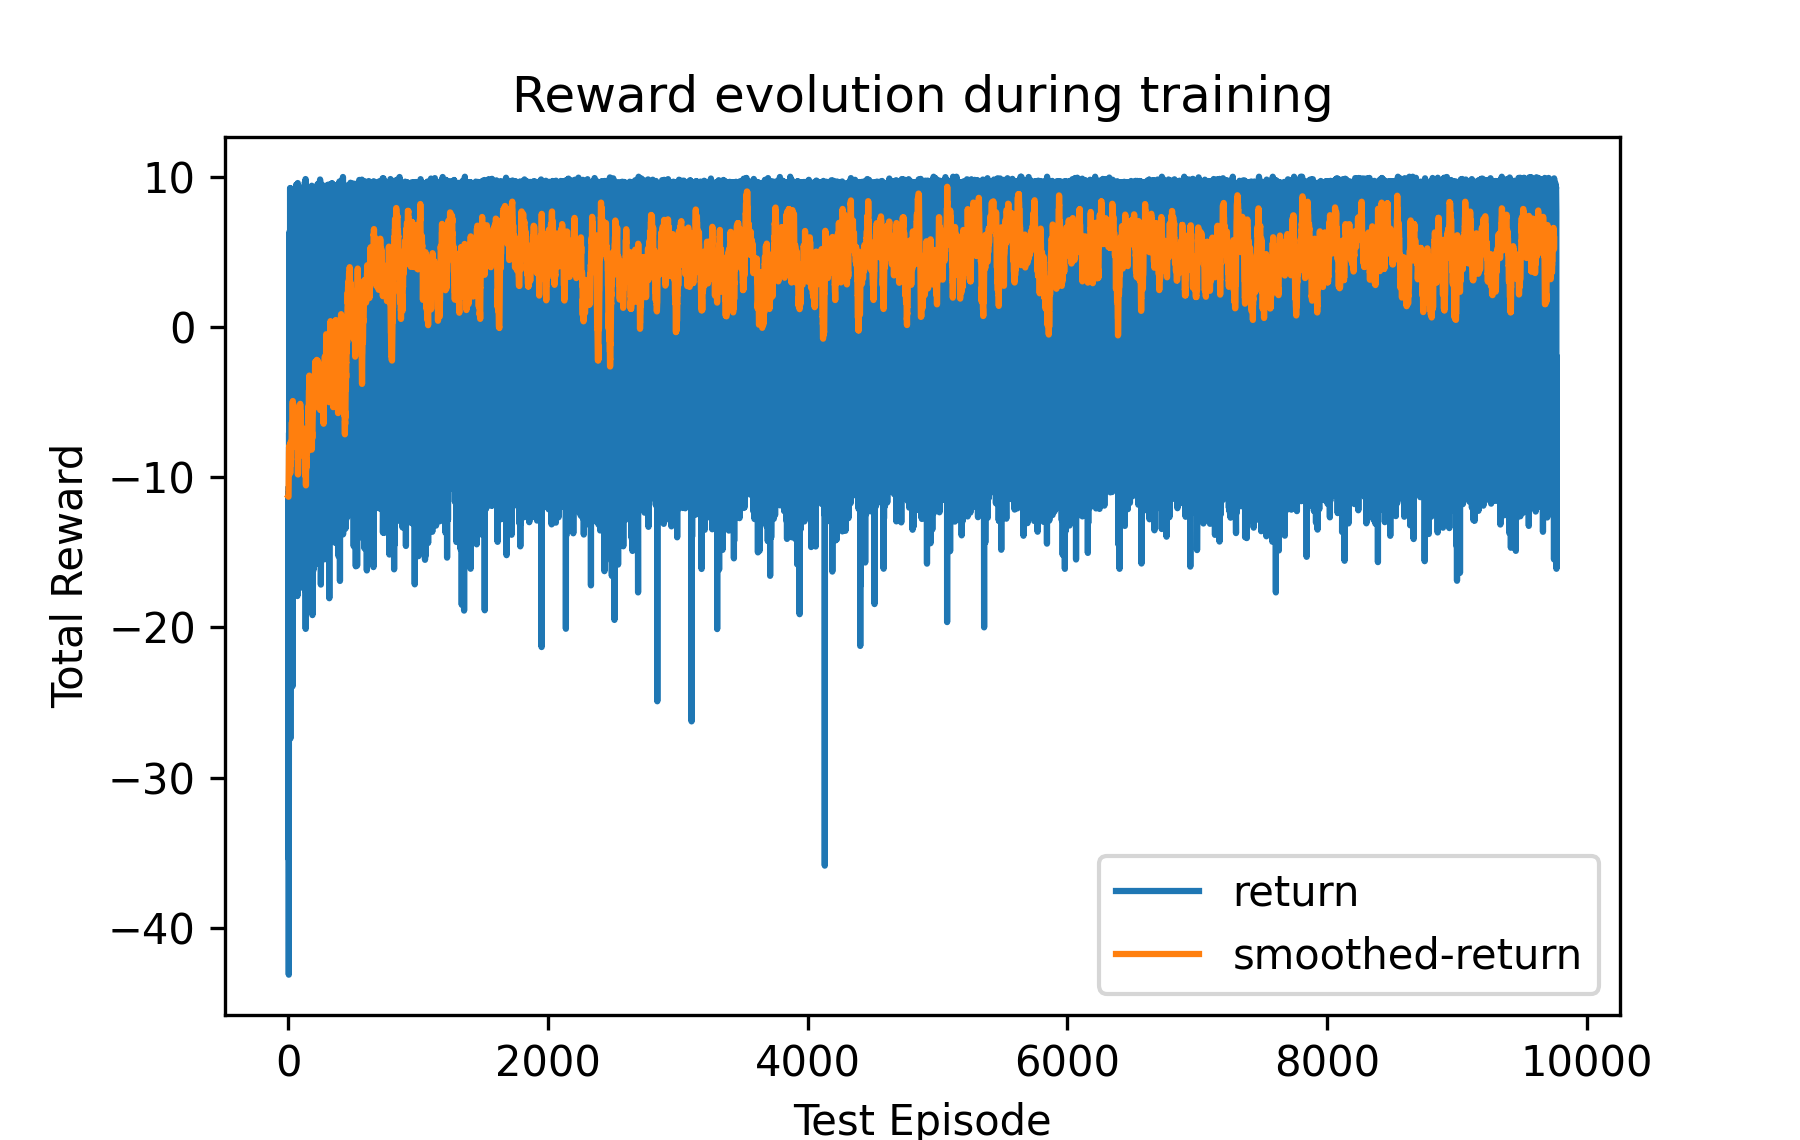 Reward evolution during training
10
0
−10
−20
−30
−40
Total Reward
return
smoothed-return
0 2000 4000 6000 8000 10000
Test Episode